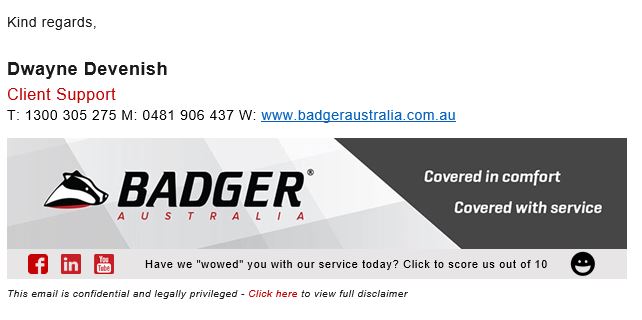 Kind regards,
Dwayne Devenish
Client Support
T: 1300 305 275 M: 0481 906 437 W: www.badgeraustralia.com.au
BADGER®
AUSTRALIA
Covered in comfort
Covered with service
f in You Tube Have we "wowed" you with our service today? Click to score us out of 10
This email is confidential and legally privileged - Click here to view full disclaimer